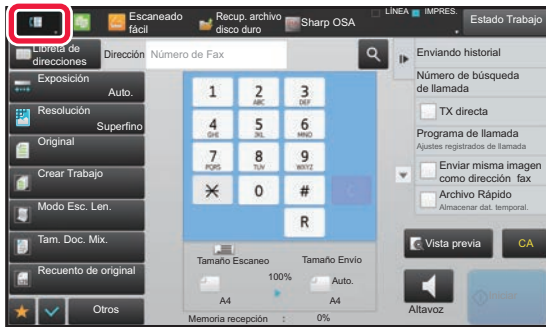 Escaneado
fácil
Recup. archivo
disco duro
Sharp OSA
LÍNEA
IMPRES.
Estado Trabajo
Libreta de
direcciones
Dirección
Número de Fax
Exposición
Auto.
Resolución
Superfino
Original
Crear Trabajo
Modo Esc. Len.
Tam. Doc. Mix.
Recuento de original
Otros
1
2
ABC
3
DEF
4
GHI
5
JKL
6
MNO
7
PQRS
8
TUV
9
WXYZ
0
#
C
R
Tamaño Escaneo
Tamaño Envío
100%
Auto.
A4
A4
Memoria recepción : 0%
Enviando historial
Número de búsqueda
de llamada
TX directa
Programa de llamada
Ajustes registrados de llamada
Enviar misma imagen
como dirección fax
Archivo Rápido
Almacenar dat. temporal.
Vista previa
CA
Altavoz